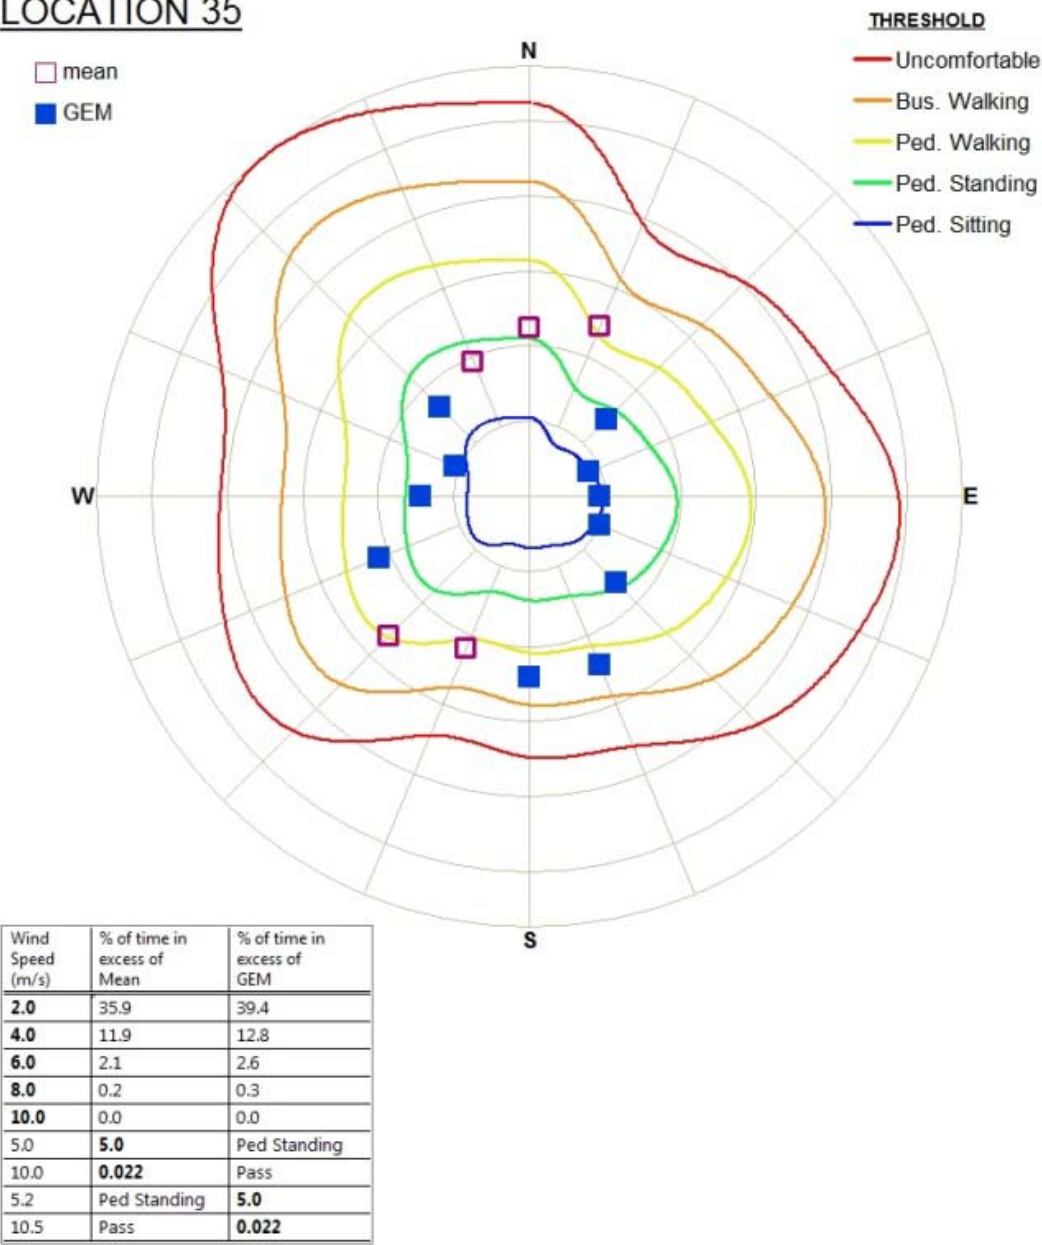 LOCATION 35
mean
GEM
THRESHOLD
Uncomfortable
Bus. Walking
Ped. Walking
Ped. Standing
Ped. Sitting
N
W
E
S
Wind Speed (m/s) % of time in excess of Mean % of time in excess of GEM
2.0 35.9 39.4
4.0 11.9 12.8
6.0 2.1 2.6
8.0 0.2 0.3
10.0 0.0 0.0
5.0 5.0 Ped Standing
10.0 0.022 Pass
5.2 Ped Standing 5.0
10.5 Pass 0.022